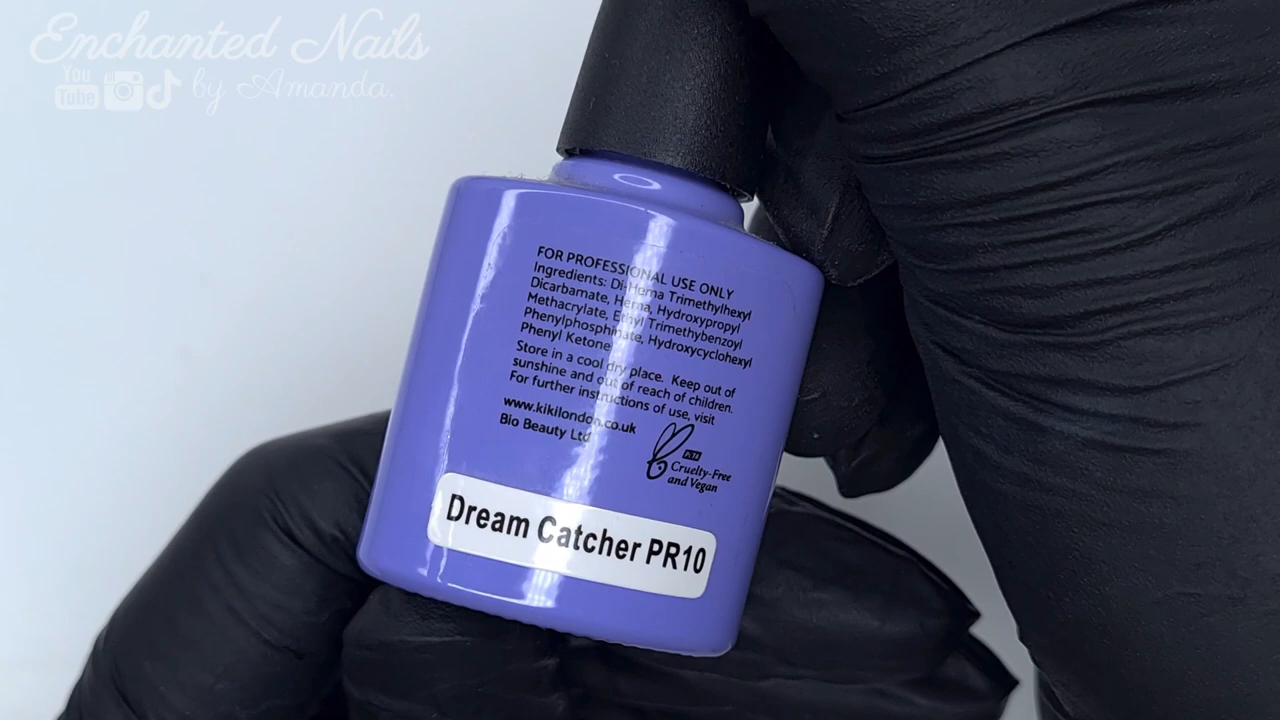 Enchanted Nails
You
Tube
by Amanda.
FOR PROFESSIONAL USE ONLY
Ingredients: Di-Hema Trimethylhexyl
Dicarbamate, Hema, Hydroxypropyl
Methacrylate, Ethyl Trimethybenzoyl
Phenylphosphinate, Hydroxycyclohexyl
Phenyl Ketone
Store in a cool dry place. Keep out of
sunshine and out of reach of children.
For further instructions of use, visit
www.kikilondon.co.uk
Bio Beauty Ltd
PETA
Cruelty-Free
and Vegan
Dream Catcher PR10